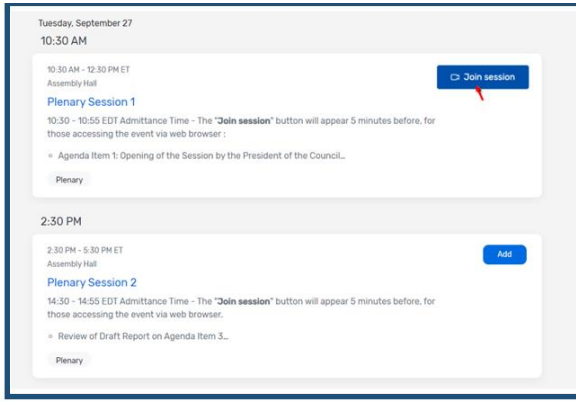 Tuesday, September 27
10:30 AM
10:30 AM - 12:30 PM ET
Join session
Assembly Hall
Plenary Session 1
10:30 - 10:55 EDT Admittance Time - The "Join session" button will appear 5 minutes before, for
those accessing the event via web browser :
Agenda Item 1: Opening of the Session by the President of the Council...
Plenary
2:30 PM
2:30 PM - 5:30 PM ET
Add
Assembly Hall
Plenary Session 2
14:30 - 14:55 EDT Admittance Time - The "Join session" button will appear 5 minutes before, for
those accessing the event via web browser.
Review of Draft Report on Agenda Item 3...
Plenary